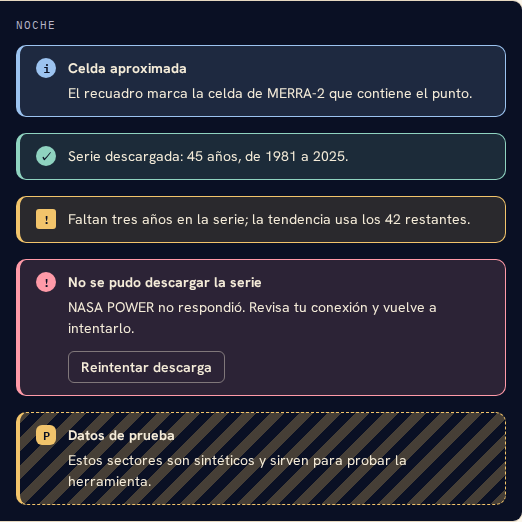 NOCHE
i
Celda aproximada
El recuadro marca la celda de MERRA-2 que contiene el punto.
✓
Serie descargada: 45 años, de 1981 a 2025.
!
Faltan tres años en la serie; la tendencia usa los 42 restantes.
!
No se pudo descargar la serie
NASA POWER no respondió. Revisa tu conexión y vuelve a
intentarlo.
Reintentar descarga
P
Datos de prueba
Estos sectores son sintéticos y sirven para probar la
herramienta.